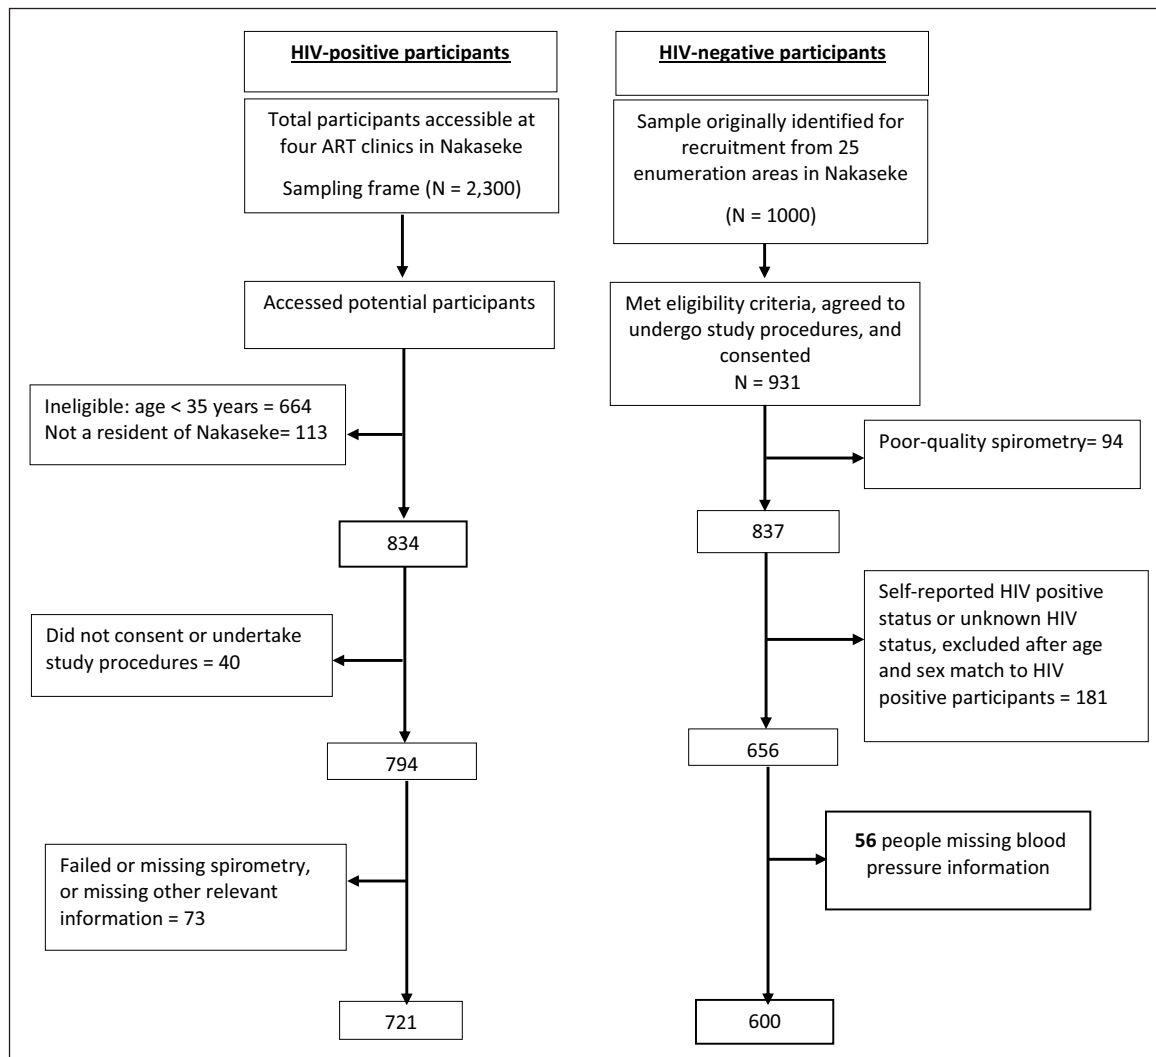 HIV-positive participants
Total participants accessible at
four ART clinics in Nakaseke
Sampling frame (N = 2,300)
Accessed potential participants
Ineligible: age < 35 years = 664
Not a resident of Nakaseke= 113
834
Did not consent or undertake
study procedures = 40
794
Failed or missing spirometry,
or missing other relevant
information = 73
721
HIV-negative participants
Sample originally identified for
recruitment from 25
enumeration areas in Nakaseke
(N = 1000)
Met eligibility criteria, agreed to
undergo study procedures, and
consented
N = 931
Poor-quality spirometry= 94
837
Self-reported HIV positive
status or unknown HIV
status, excluded after age
and sex match to HIV
positive participants = 181
656
56 people missing blood
pressure information
600